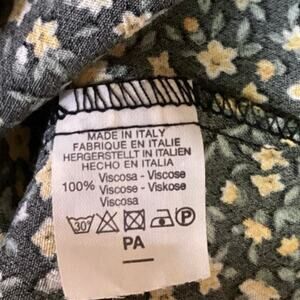 MADE IN ITALY
FABRIQUE EN ITALIE
HERGERSTELLT IN ITALIEN
HECHO EN ITALIA
100% Viscosa - Viscose
Viscose - Viskose
Viscosa
30° P
PA